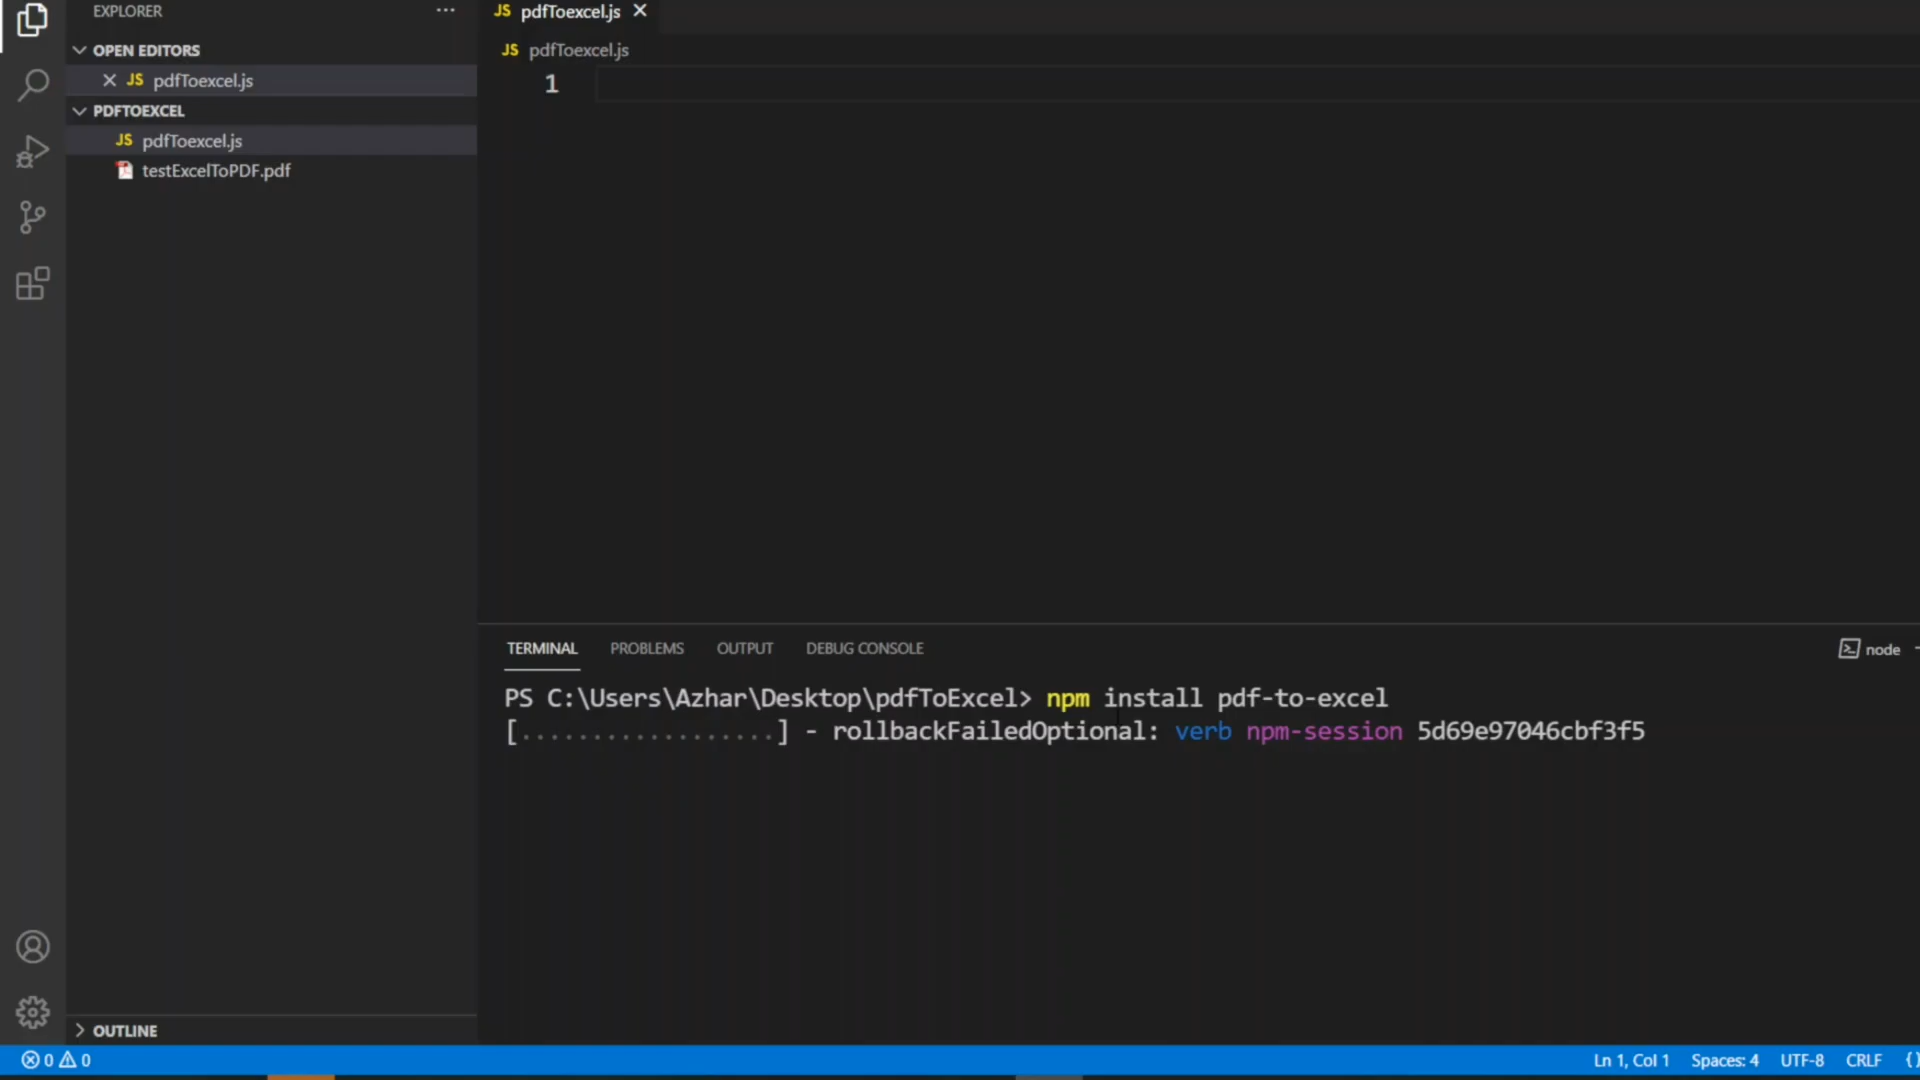 EXPLORER
···
OPEN EDITORS
JS pdfToexcel.js
PDFTOEXCEL
JS pdfToexcel.js
testExcelToPDF.pdf
OUTLINE
JS pdfToexcel.js
JS pdfToexcel.js
1
TERMINAL PROBLEMS OUTPUT DEBUG CONSOLE
node
PS C:\Users\Azhar\Desktop\pdfToExcel> npm install pdf-to-excel
[..................] - rollbackFailedOptional: verb npm-session 5d69e97046cbf3f5
0 0
Ln 1, Col 1 Spaces: 4 UTF-8 CRLF {}